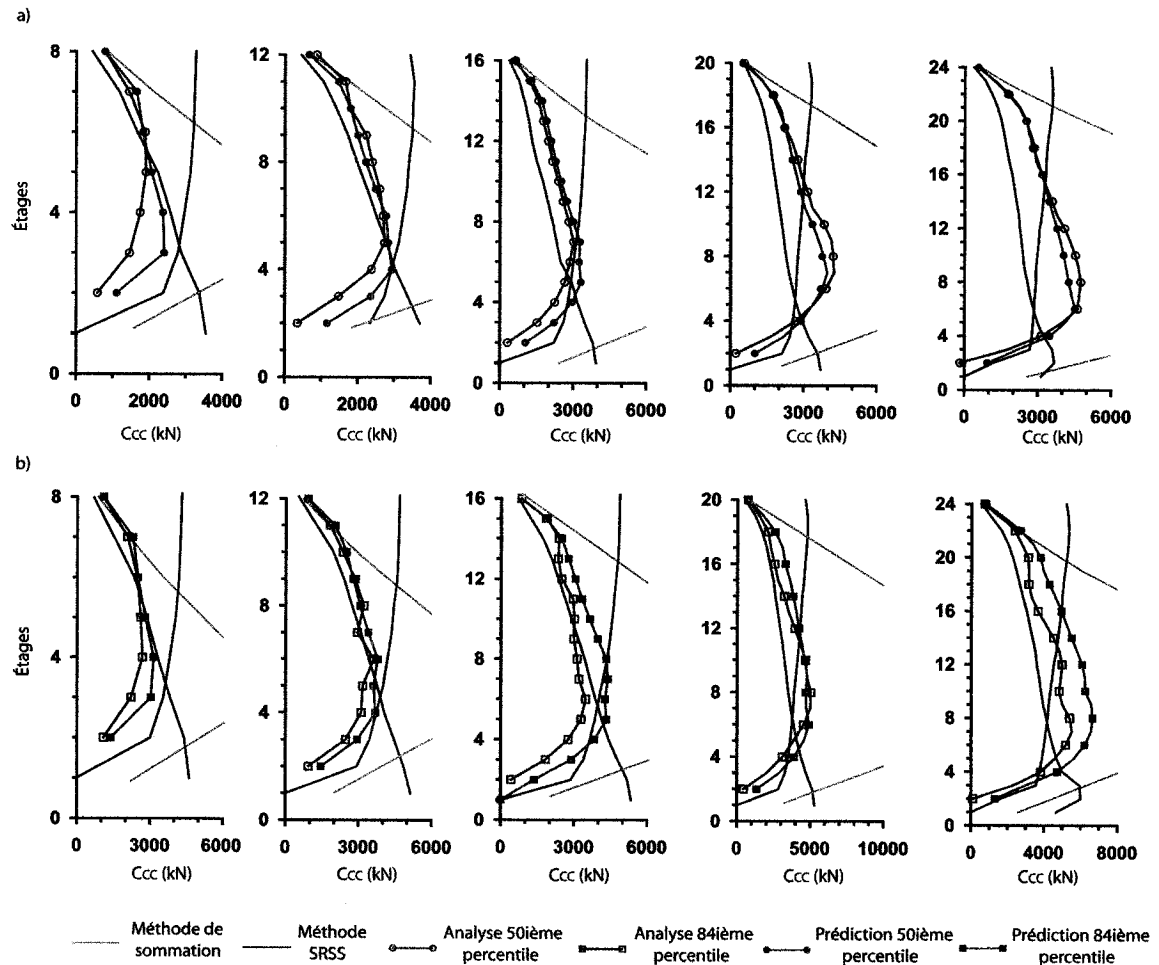 a)
8
4
0
Étages
0 2000 4000
Ccc (kN)
12
8
4
0
0 2000 4000
Ccc (kN)
16
12
8
4
0
0 3000 6000
Ccc (kN)
20
16
12
8
4
0
0 3000 6000
Ccc (kN)
24
20
16
12
8
4
0
0 3000 6000
Ccc (kN)
b)
8
4
0
Étages
0 3000 6000
Ccc (kN)
12
8
4
0
0 3000 6000
Ccc (kN)
16
12
8
4
0
0 3000 6000
Ccc (kN)
20
16
12
8
4
0
0 5000 10000
Ccc (kN)
24
20
16
12
8
4
0
0 4000 8000
Ccc (kN)
Méthode de
sommation
Méthode
SRSS
Analyse 50ième
percentile
Analyse 84ième
percentile
Prédiction 50ième
percentile
Prédiction 84ième
percentile